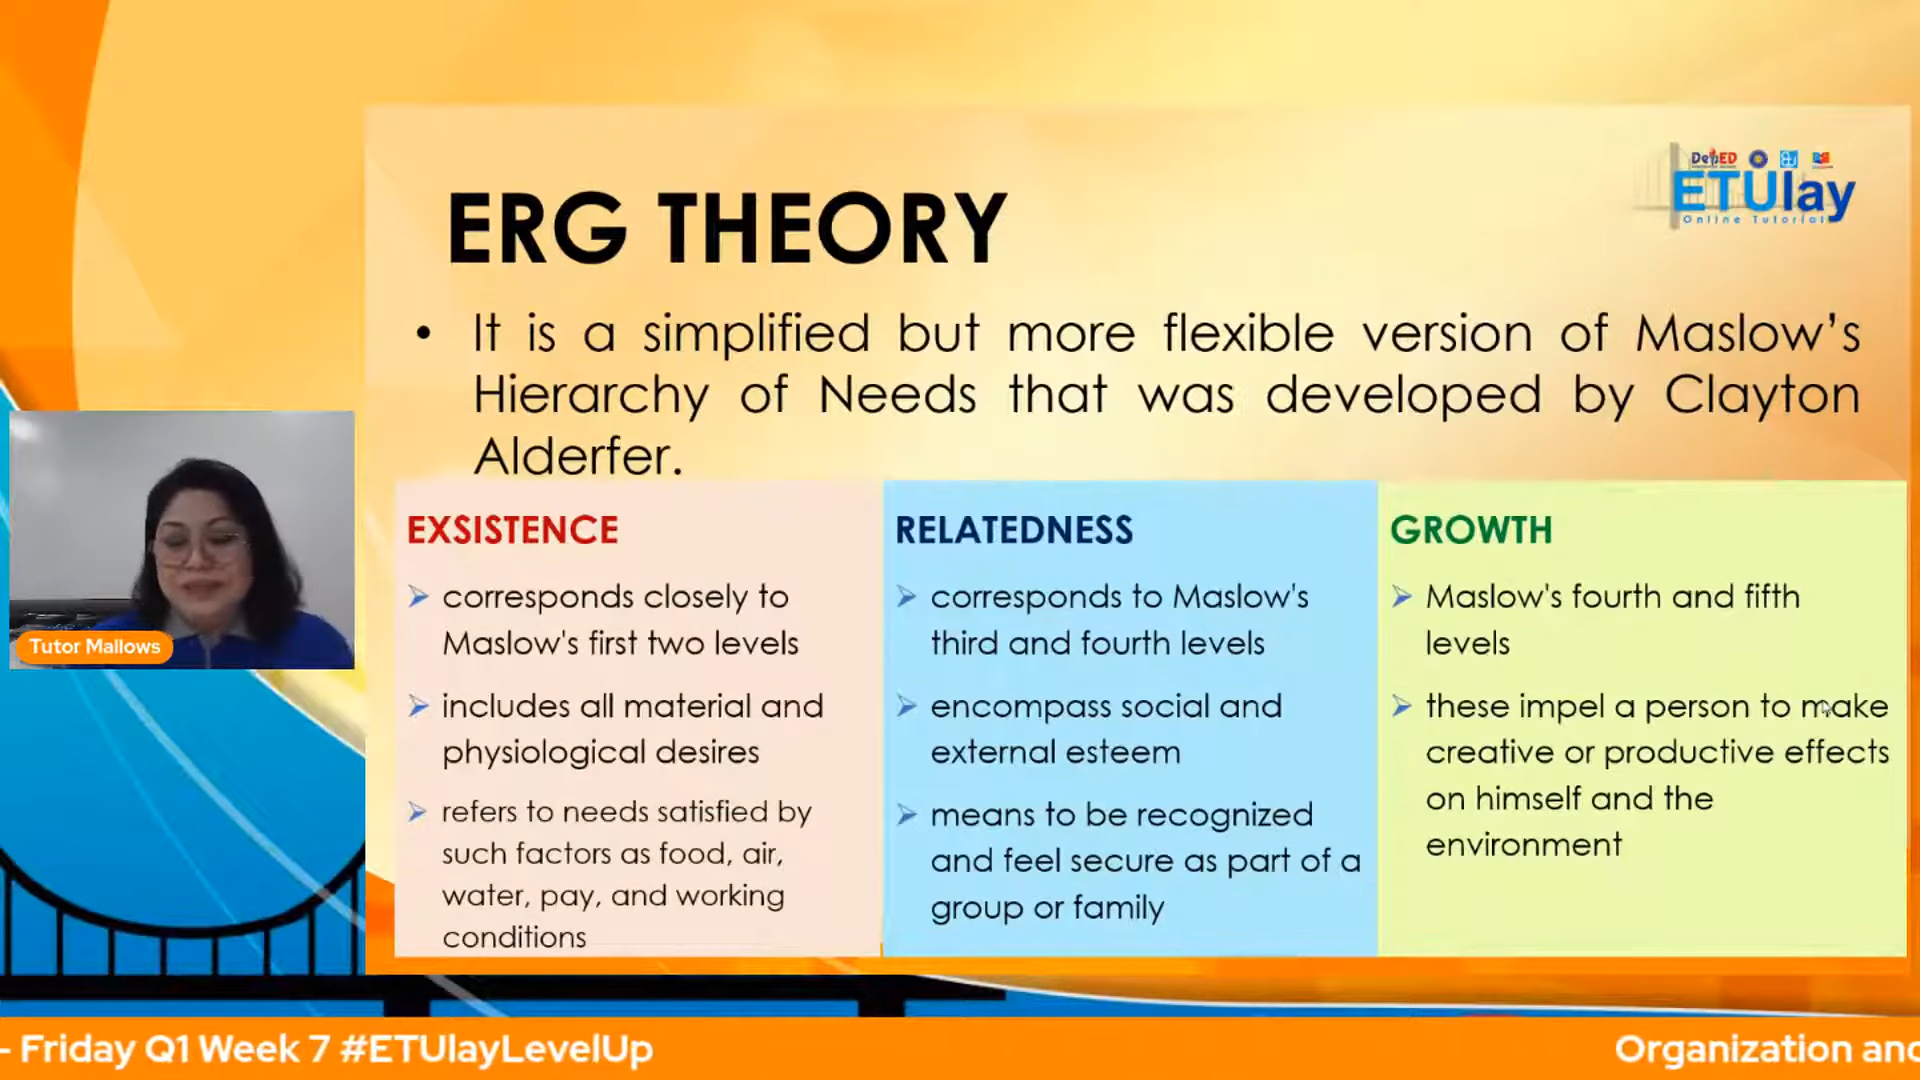 DepED
ETUlay
Online Tutorial
ERG THEORY
• It is a simplified but more flexible version of Maslow’s
Hierarchy of Needs that was developed by Clayton
Alderfer.
EXSISTENCE
corresponds closely to
Maslow's first two levels
includes all material and
physiological desires
refers to needs satisfied by
such factors as food, air,
water, pay, and working
conditions
RELATEDNESS
corresponds to Maslow's
third and fourth levels
encompass social and
external esteem
means to be recognized
and feel secure as part of a
group or family
GROWTH
Maslow's fourth and fifth
levels
these impel a person to make
creative or productive effects
on himself and the
environment
Tutor Mallows
- Friday Q1 Week 7 #ETUlayLevelUp
Organization and